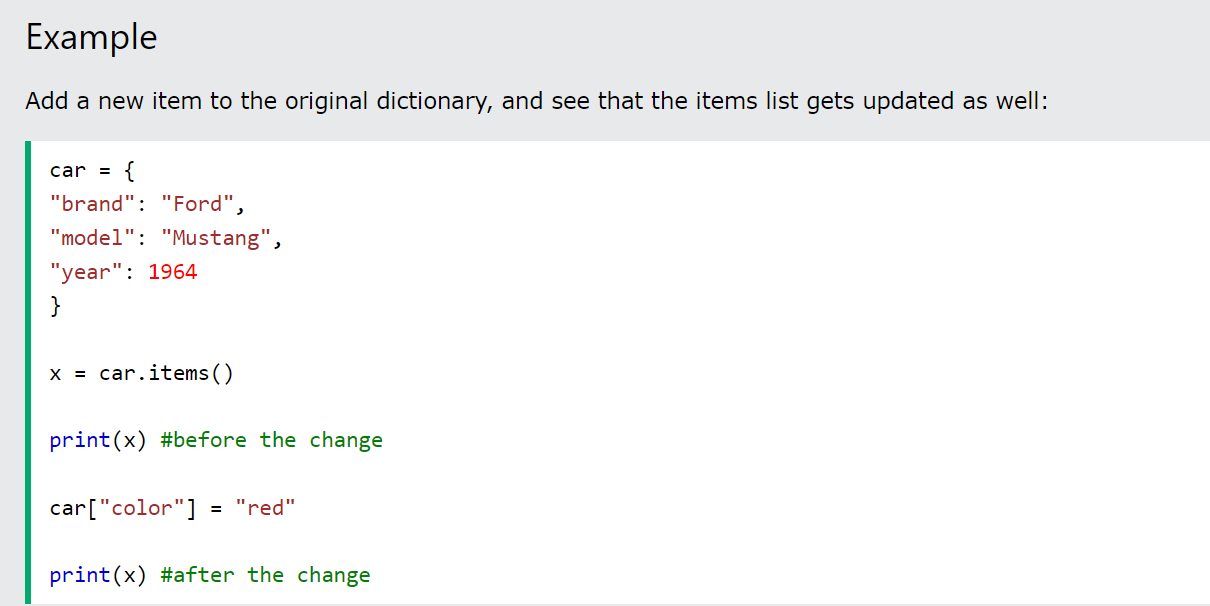 Example
Add a new item to the original dictionary, and see that the items list gets updated as well:
car = {
"brand": "Ford",
"model": "Mustang",
"year": 1964
}
x = car.items()
print(x) #before the change
car["color"] = "red"
print(x) #after the change